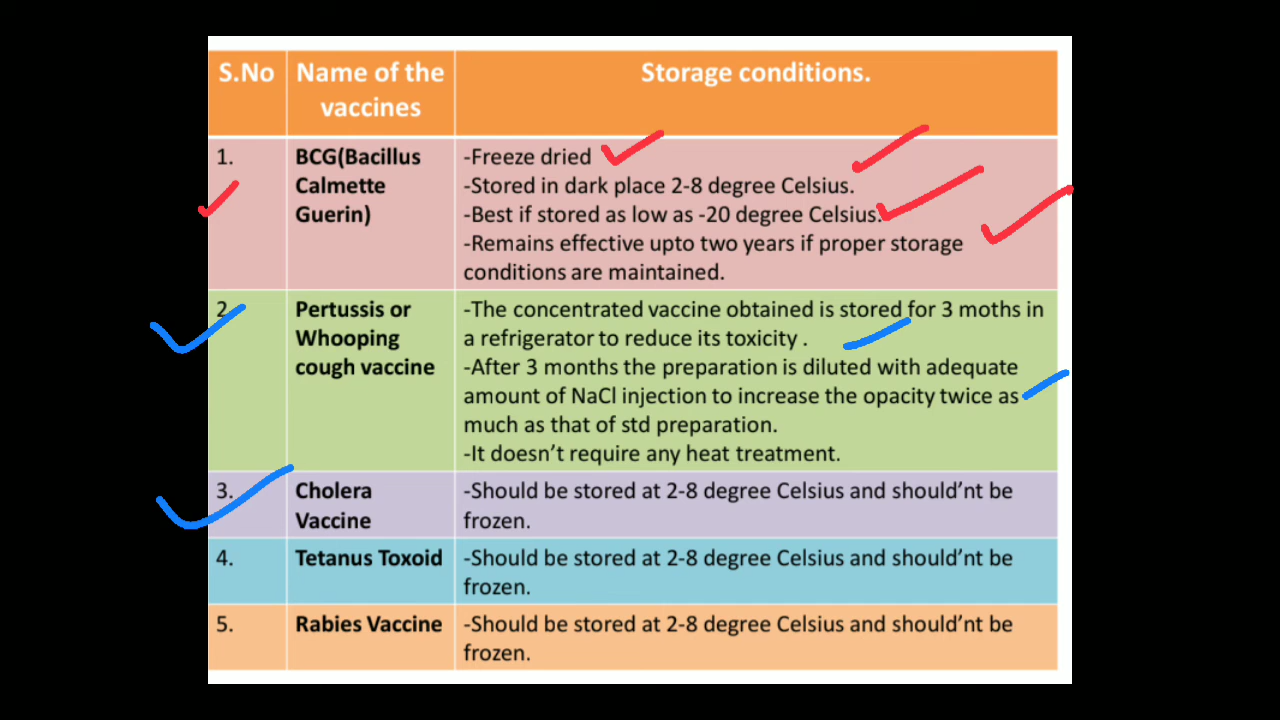 S.No Name of the vaccines Storage conditions.
1. BCG(Bacillus Calmette Guerin)
-Freeze dried
-Stored in dark place 2-8 degree Celsius.
-Best if stored as low as -20 degree Celsius.
-Remains effective upto two years if proper storage
conditions are maintained.
2. Pertussis or Whooping cough vaccine
-The concentrated vaccine obtained is stored for 3 moths in
a refrigerator to reduce its toxicity .
-After 3 months the preparation is diluted with adequate
amount of NaCl injection to increase the opacity twice as
much as that of std preparation.
-It doesn't require any heat treatment.
3. Cholera Vaccine
-Should be stored at 2-8 degree Celsius and should'nt be
frozen.
4. Tetanus Toxoid
-Should be stored at 2-8 degree Celsius and should'nt be
frozen.
5. Rabies Vaccine
-Should be stored at 2-8 degree Celsius and should'nt be
frozen.